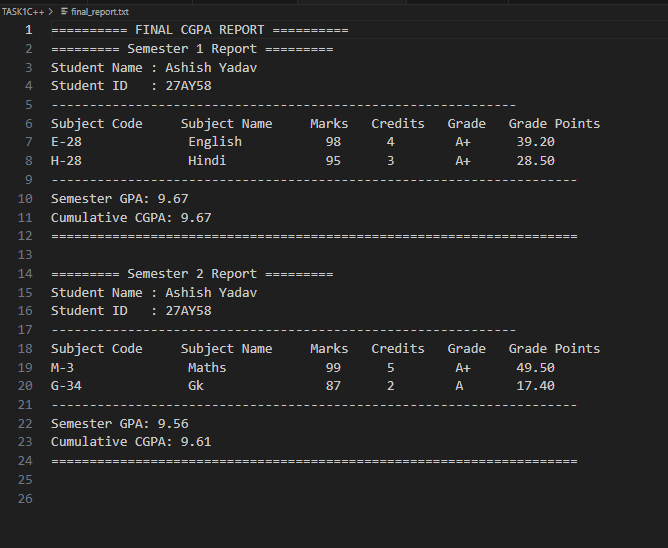 TASK1C++ > final_report.txt
1 ========== FINAL CGPA REPORT ==========
2 ========= Semester 1 Report =========
3 Student Name : Ashish Yadav
4 Student ID   : 27AY58
5 -------------------------------------------------------------
6 Subject Code     Subject Name     Marks   Credits   Grade   Grade Points
7 E-28              English           98      4        A+      39.20
8 H-28              Hindi             95      3        A+      28.50
9 ---------------------------------------------------------------------
10 Semester GPA: 9.67
11 Cumulative CGPA: 9.67
12 =====================================================================
13
14 ========= Semester 2 Report =========
15 Student Name : Ashish Yadav
16 Student ID   : 27AY58
17 -------------------------------------------------------------
18 Subject Code     Subject Name     Marks   Credits   Grade   Grade Points
19 M-3               Maths             99      5        A+      49.50
20 G-34              Gk                87      2        A       17.40
21 ---------------------------------------------------------------------
22 Semester GPA: 9.56
23 Cumulative CGPA: 9.61
24 =====================================================================
25
26